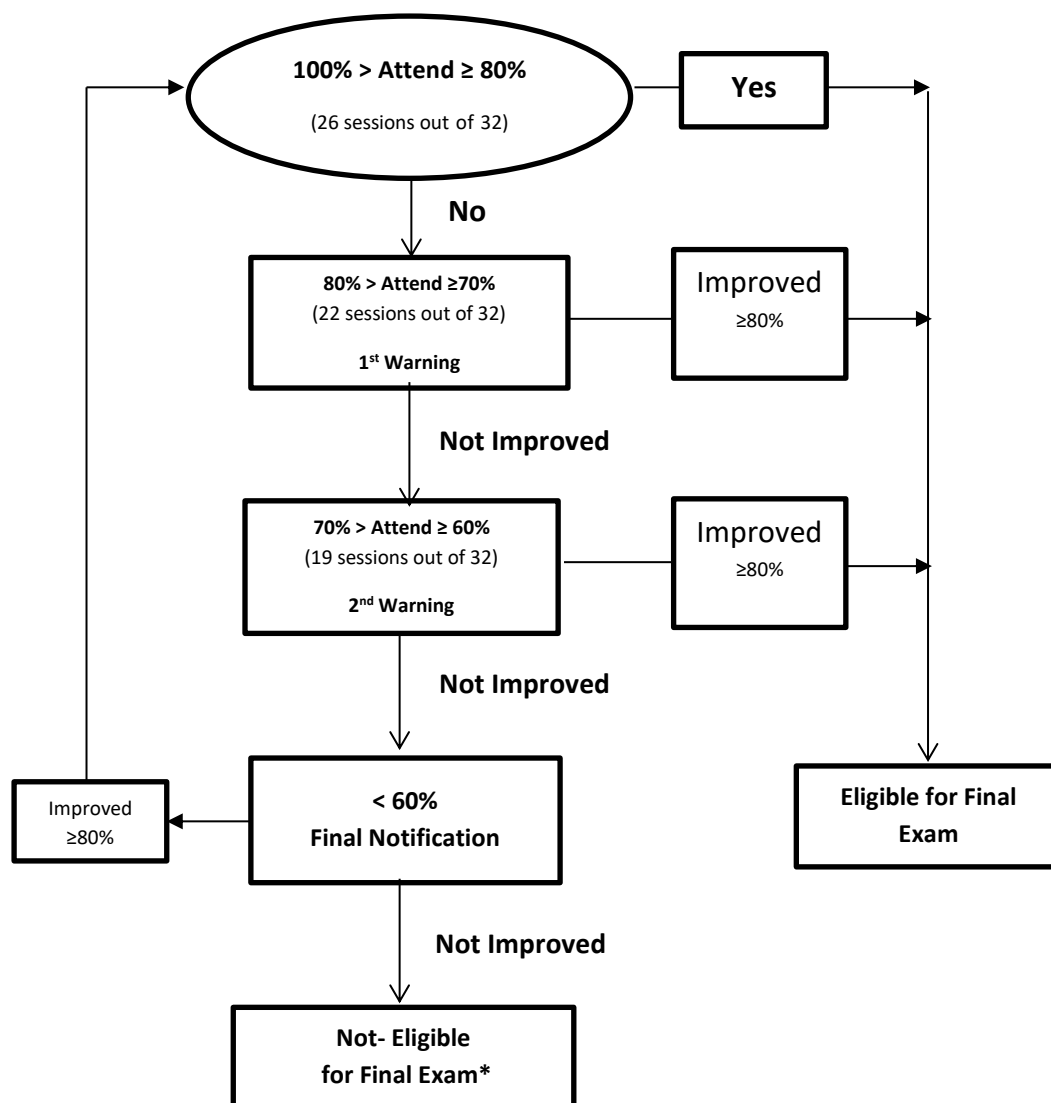 100% > Attend ≥ 80%
(26 sessions out of 32)
Yes
No
80% > Attend ≥70%
(22 sessions out of 32)
1st Warning
Improved
≥80%
Not Improved
70% > Attend ≥ 60%
(19 sessions out of 32)
2nd Warning
Improved
≥80%
Not Improved
Improved
≥80%
< 60%
Final Notification
Eligible for Final
Exam
Not Improved
Not- Eligible
for Final Exam*